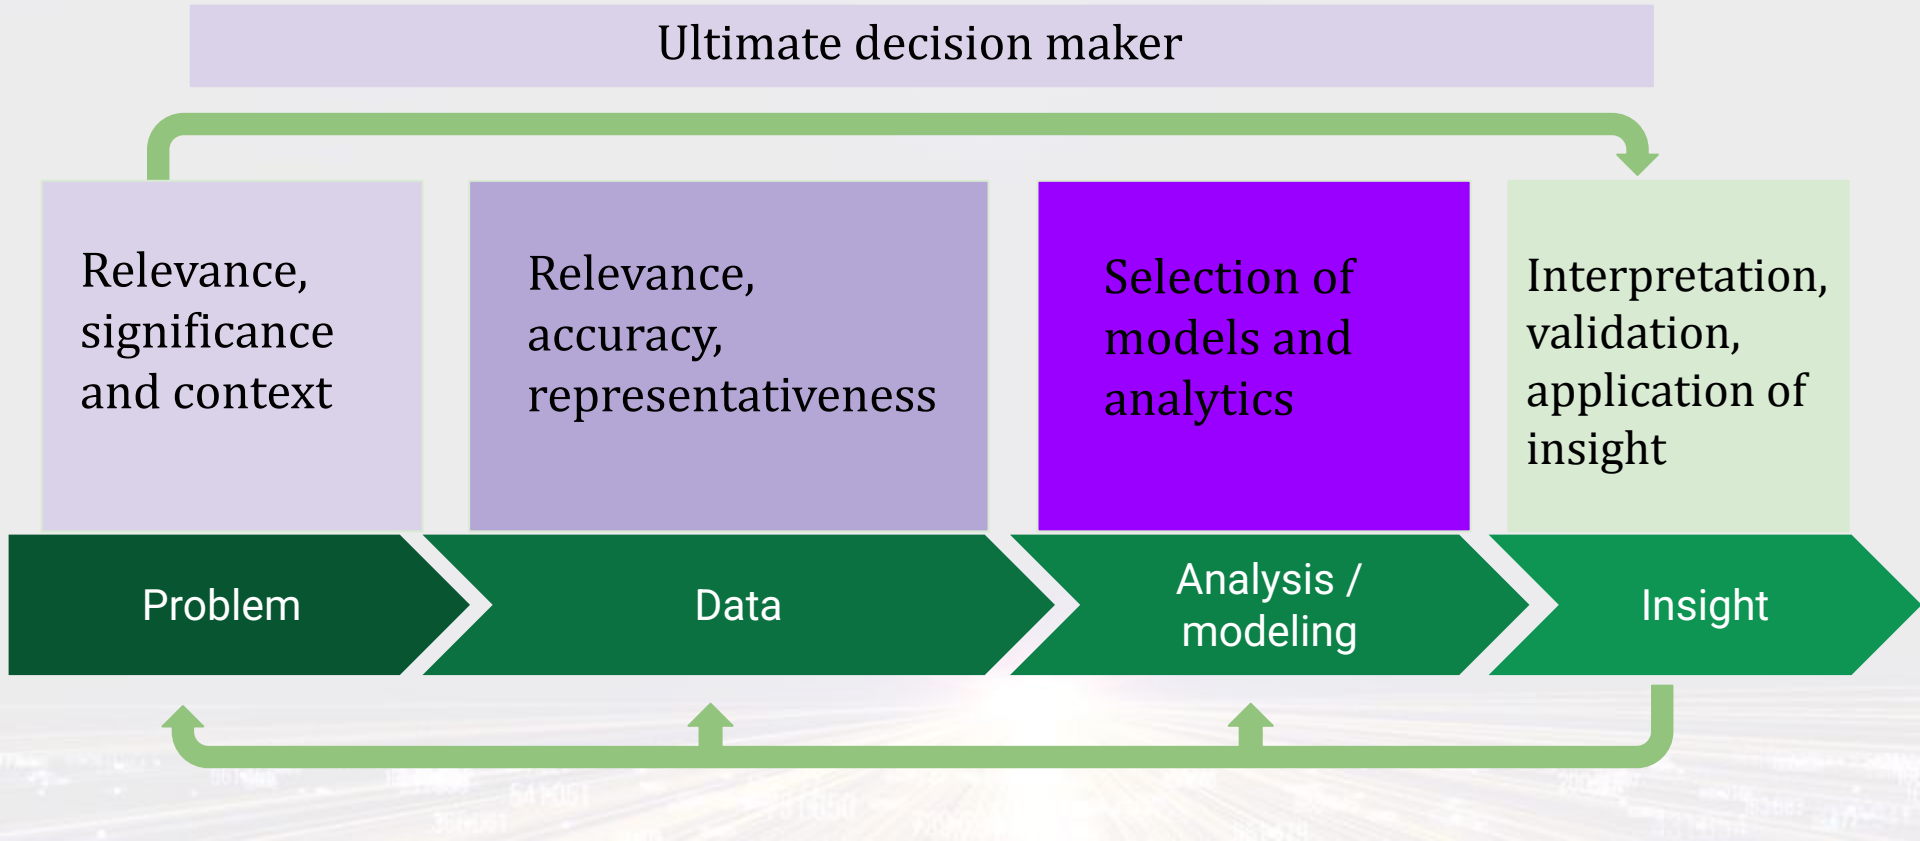 Ultimate decision maker
Relevance,
significance
and context
Relevance,
accuracy,
representativeness
Selection of
models and
analytics
Interpretation,
validation,
application of
insight
Problem
Data
Analysis /
modeling
Insight